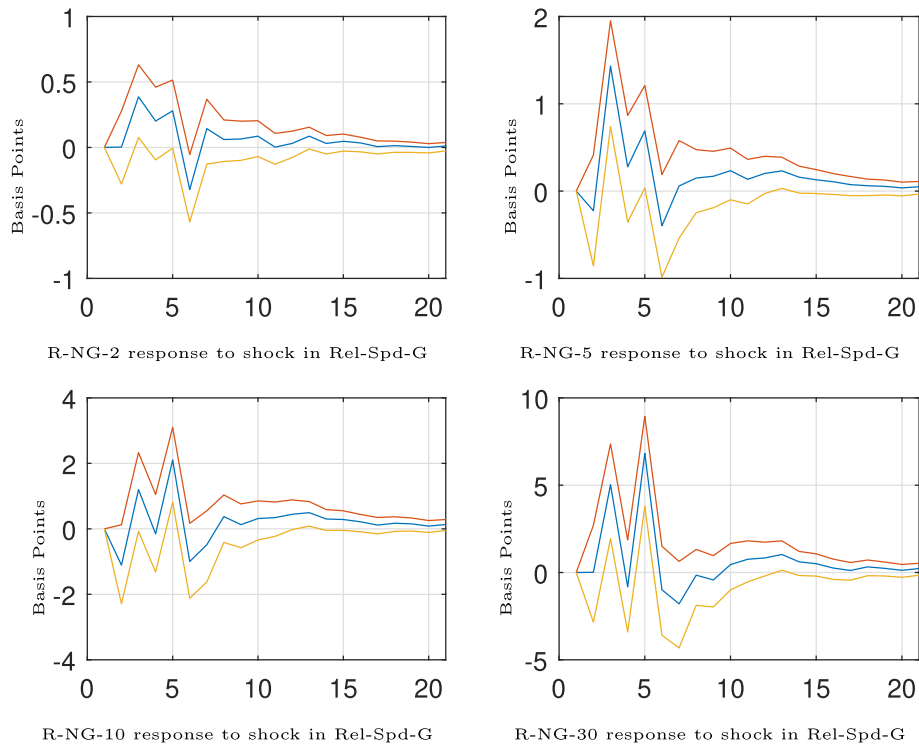 1
0.5
0
-0.5
-1
Basis Points
0 5 10 15 20
R-NG-2 response to shock in Rel-Spd-G
2
1
0
-1
Basis Points
0 5 10 15 20
R-NG-5 response to shock in Rel-Spd-G
4
2
0
-2
-4
Basis Points
0 5 10 15 20
R-NG-10 response to shock in Rel-Spd-G
10
5
0
-5
Basis Points
0 5 10 15 20
R-NG-30 response to shock in Rel-Spd-G